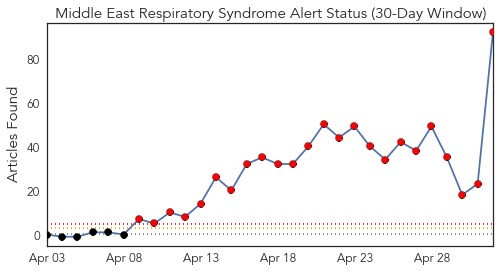 Middle East Respiratory Syndrome Alert Status (30-Day Window)
Articles Found
80
60
40
20
0
Apr 03 Apr 08 Apr 13 Apr 18 Apr 23 Apr 28